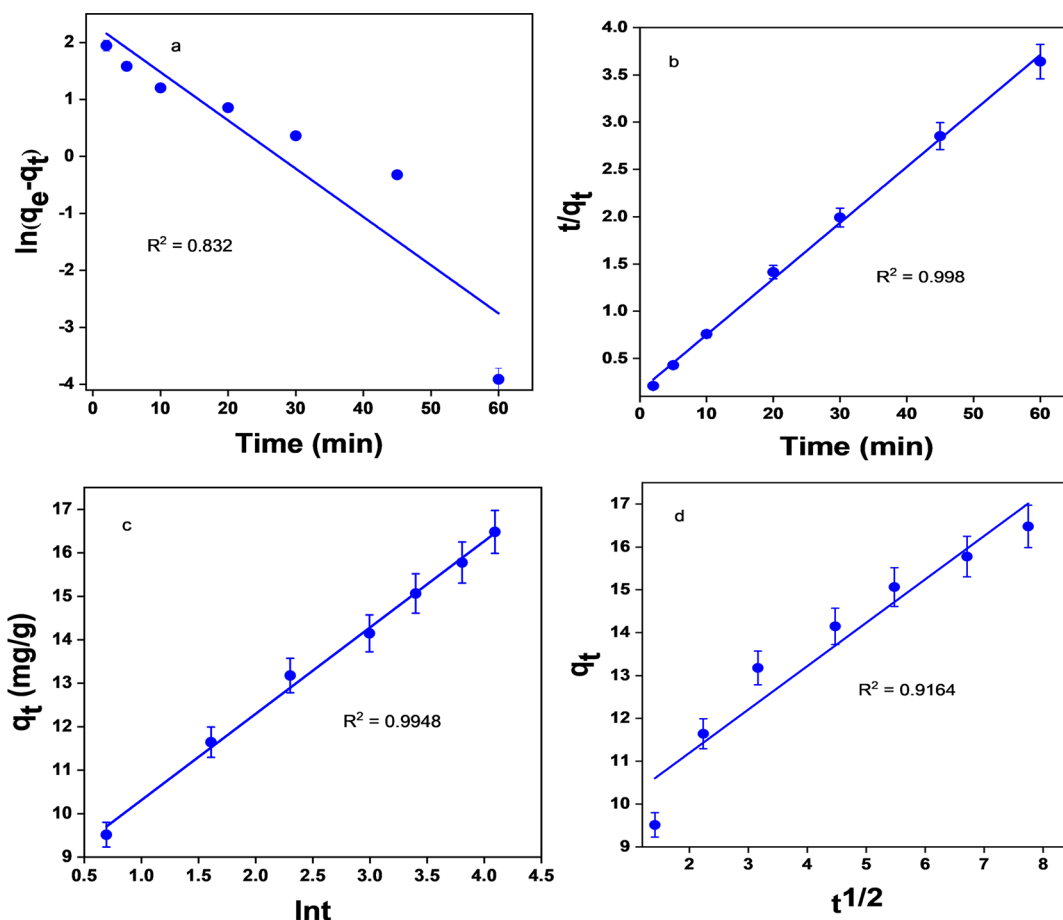 a
2
1
0
-1
-2
-3
-4
ln(qe-qt)
R² = 0.832
0 10 20 30 40 50 60
Time (min)
b
4.0
3.5
3.0
2.5
2.0
1.5
1.0
0.5
t/qt
R² = 0.998
10 20 30 40 50 60
Time (min)
c
17
16
15
14
13
12
11
10
9
qt (mg/g)
R² = 0.9948
0.5 1.0 1.5 2.0 2.5 3.0 3.5 4.0 4.5
lnt
d
17
16
15
14
13
12
11
10
9
qt
R² = 0.9164
2 3 4 5 6 7 8
t1/2